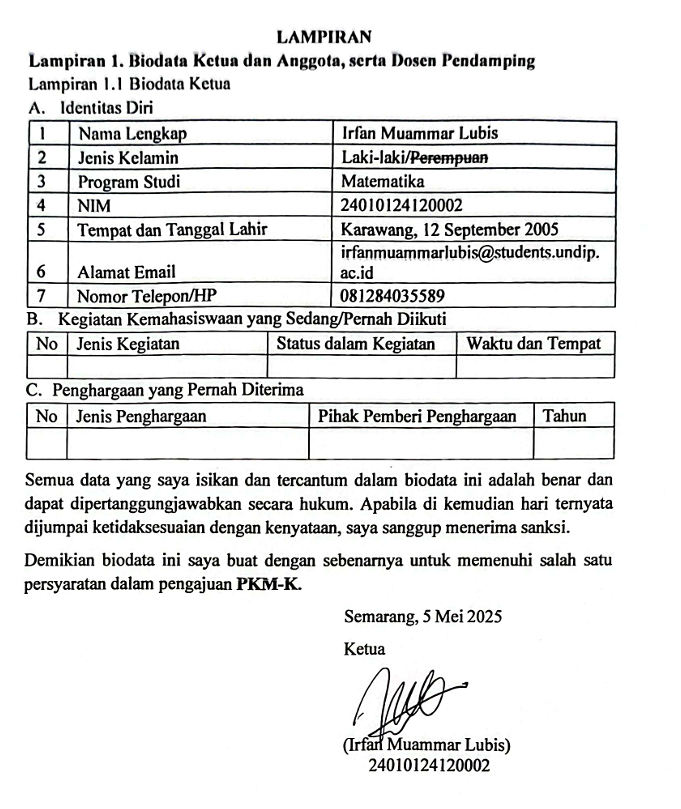 LAMPIRAN
Lampiran 1. Biodata Ketua dan Anggota, serta Dosen Pendamping
Lampiran 1.1 Biodata Ketua
A. Identitas Diri
1 Nama Lengkap Irfan Muammar Lubis
2 Jenis Kelamin Laki-laki/Perempuan
3 Program Studi Matematika
4 NIM 24010124120002
5 Tempat dan Tanggal Lahir Karawang, 12 September 2005
6 Alamat Email irfanmuammarlubis@students.undip.
ac.id
7 Nomor Telepon/HP 081284035589
B. Kegiatan Kemahasiswaan yang Sedang/Pernah Diikuti
No Jenis Kegiatan Status dalam Kegiatan Waktu dan Tempat
C. Penghargaan yang Pernah Diterima
No Jenis Penghargaan Pihak Pemberi Penghargaan Tahun
Semua data yang saya isikan dan tercantum dalam biodata ini adalah benar dan
dapat dipertanggungjawabkan secara hukum. Apabila di kemudian hari ternyata
dijumpai ketidaksesuaian dengan kenyataan, saya sanggup menerima sanksi.
Demikian biodata ini saya buat dengan sebenarnya untuk memenuhi salah satu
persyaratan dalam pengajuan PKM-K.
Semarang, 5 Mei 2025
Ketua
(Irfan Muammar Lubis)
24010124120002